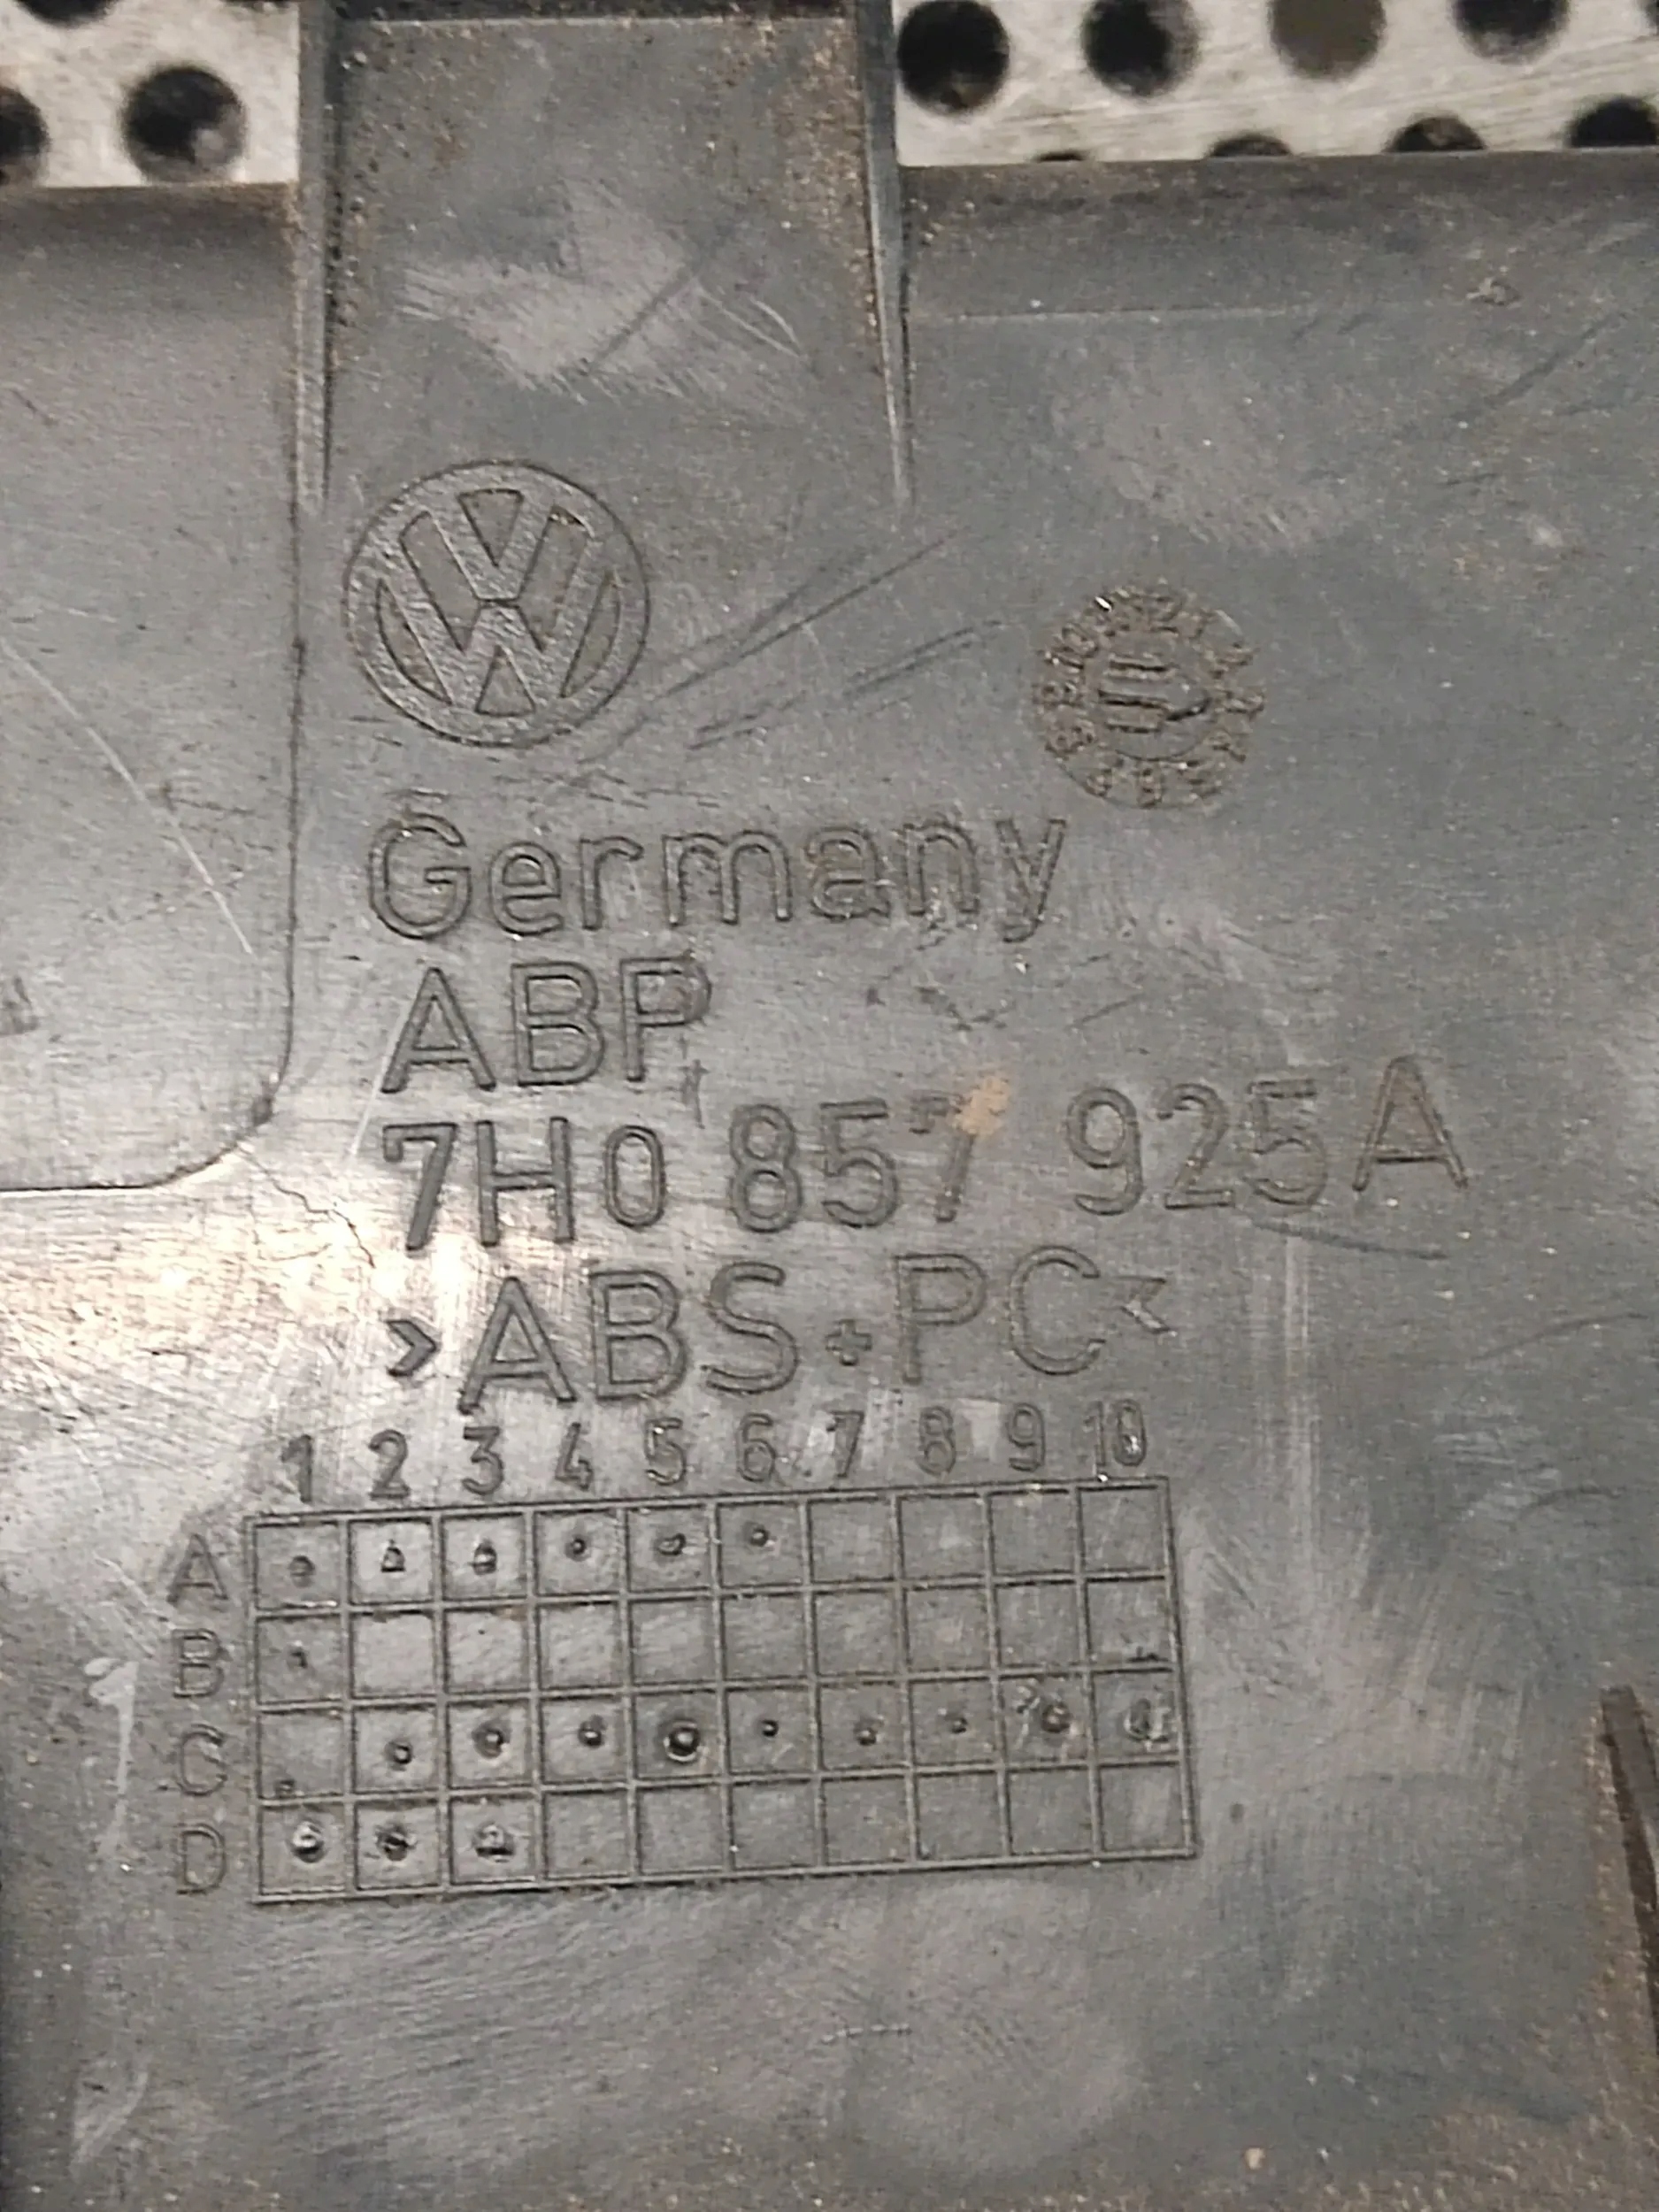 Germany
ABP
7H0 857 925A
>ABS+PC<
1 2 3 4 5 6 7 8 9 10
A
B
C
D